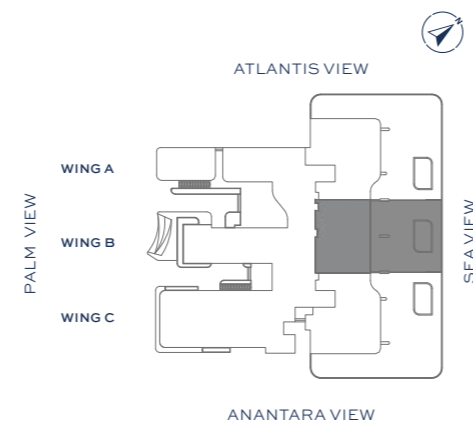 N
ATLANTIS VIEW
WING A
PALM VIEW
WING B
SEA VIEW
WING C
ANANTARA VIEW